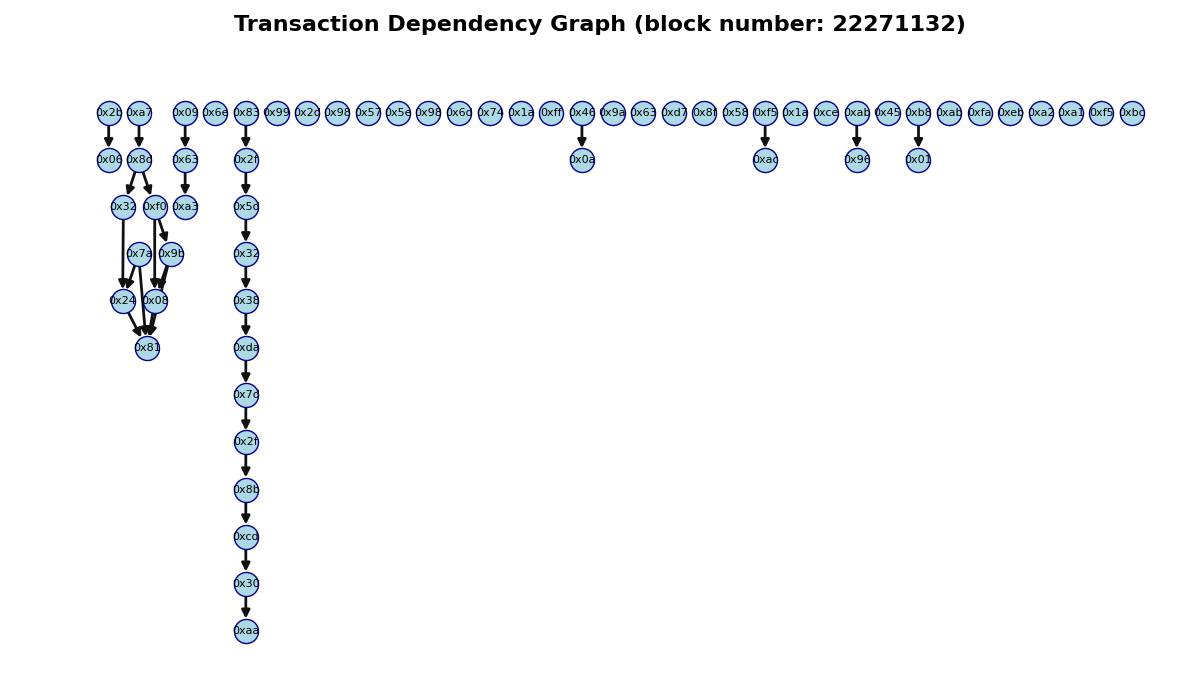 Transaction Dependency Graph (block number: 22271132)
0x2b 0xa7 0x09 0x6e 0x83 0x99 0x2d 0x98 0x57 0x5e 0x98 0x6d 0x74 0x1a 0xff 0x46 0x9a 0x63 0xd7 0x8f 0x58 0xf5 0x1a 0xce 0xab 0x45 0xb8 0xab 0xfa 0xeb 0xa2 0xa1 0xf5 0xbc
0x06 0x8d 0x63 0x2f 0x0a 0xac 0x96 0x01
0x32 0xf0 0xa3 0x5d
0x7a 0x9b 0x32
0x24 0x08 0x38
0x81 0xda
0x7d
0x2f
0x8b
0xcd
0x30
0xaa